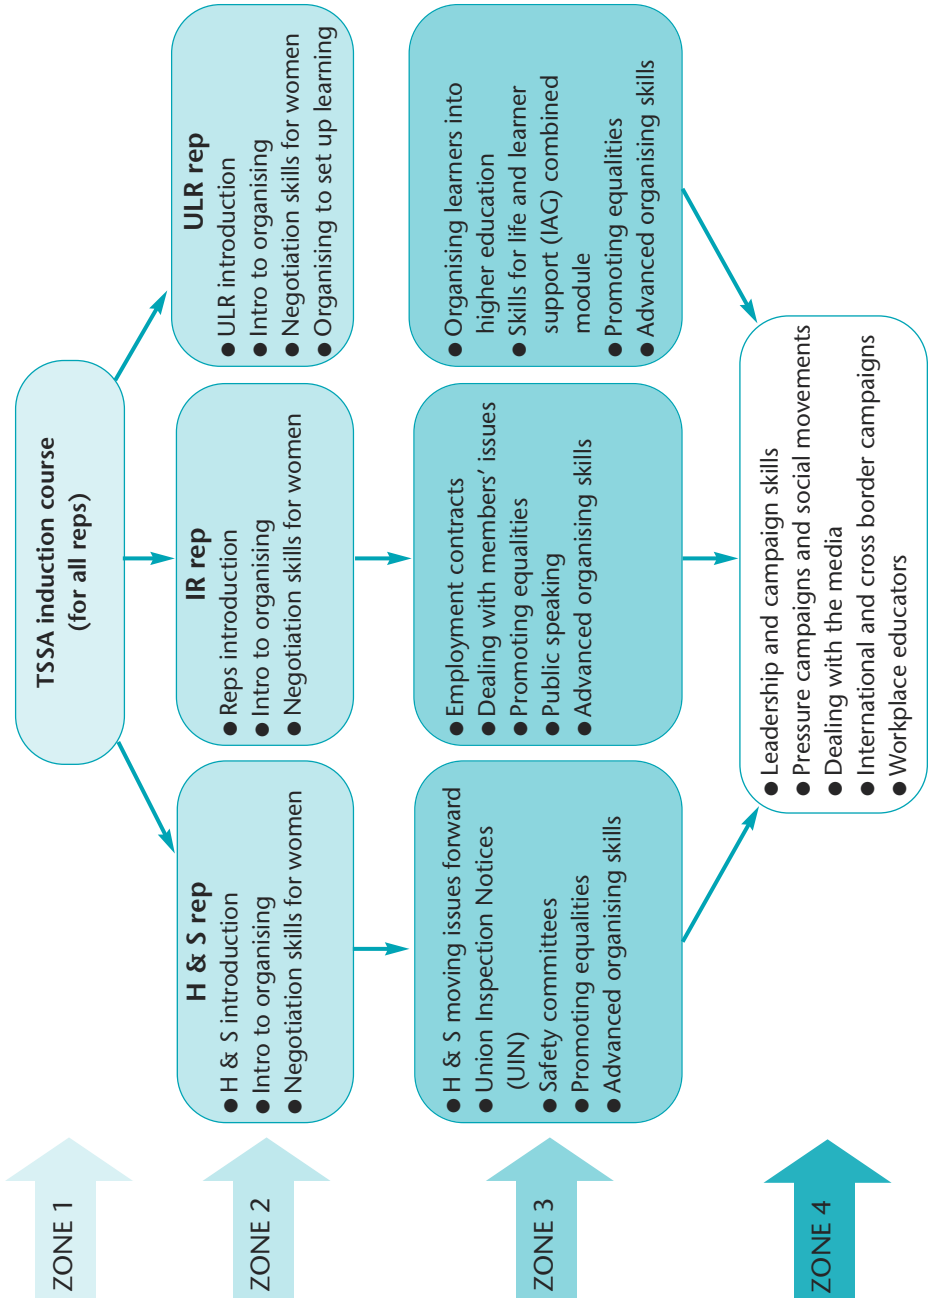 ZONE 1
TSSA induction course
(for all reps)
ZONE 2
H & S rep
● H & S introduction
● Intro to organising
● Negotiation skills for women
IR rep
● Reps introduction
● Intro to organising
● Negotiation skills for women
ULR rep
● ULR introduction
● Intro to organising
● Negotiation skills for women
● Organising to set up learning
ZONE 3
● H & S moving issues forward
● Union Inspection Notices
(UIN)
● Safety committees
● Promoting equalities
● Advanced organising skills
● Employment contracts
● Dealing with members’ issues
● Promoting equalities
● Public speaking
● Advanced organising skills
● Organising learners into
higher education
● Skills for life and learner
support (IAG) combined
module
● Promoting equalities
● Advanced organising skills
ZONE 4
● Leadership and campaign skills
● Pressure campaigns and social movements
● Dealing with the media
● International and cross border campaigns
● Workplace educators